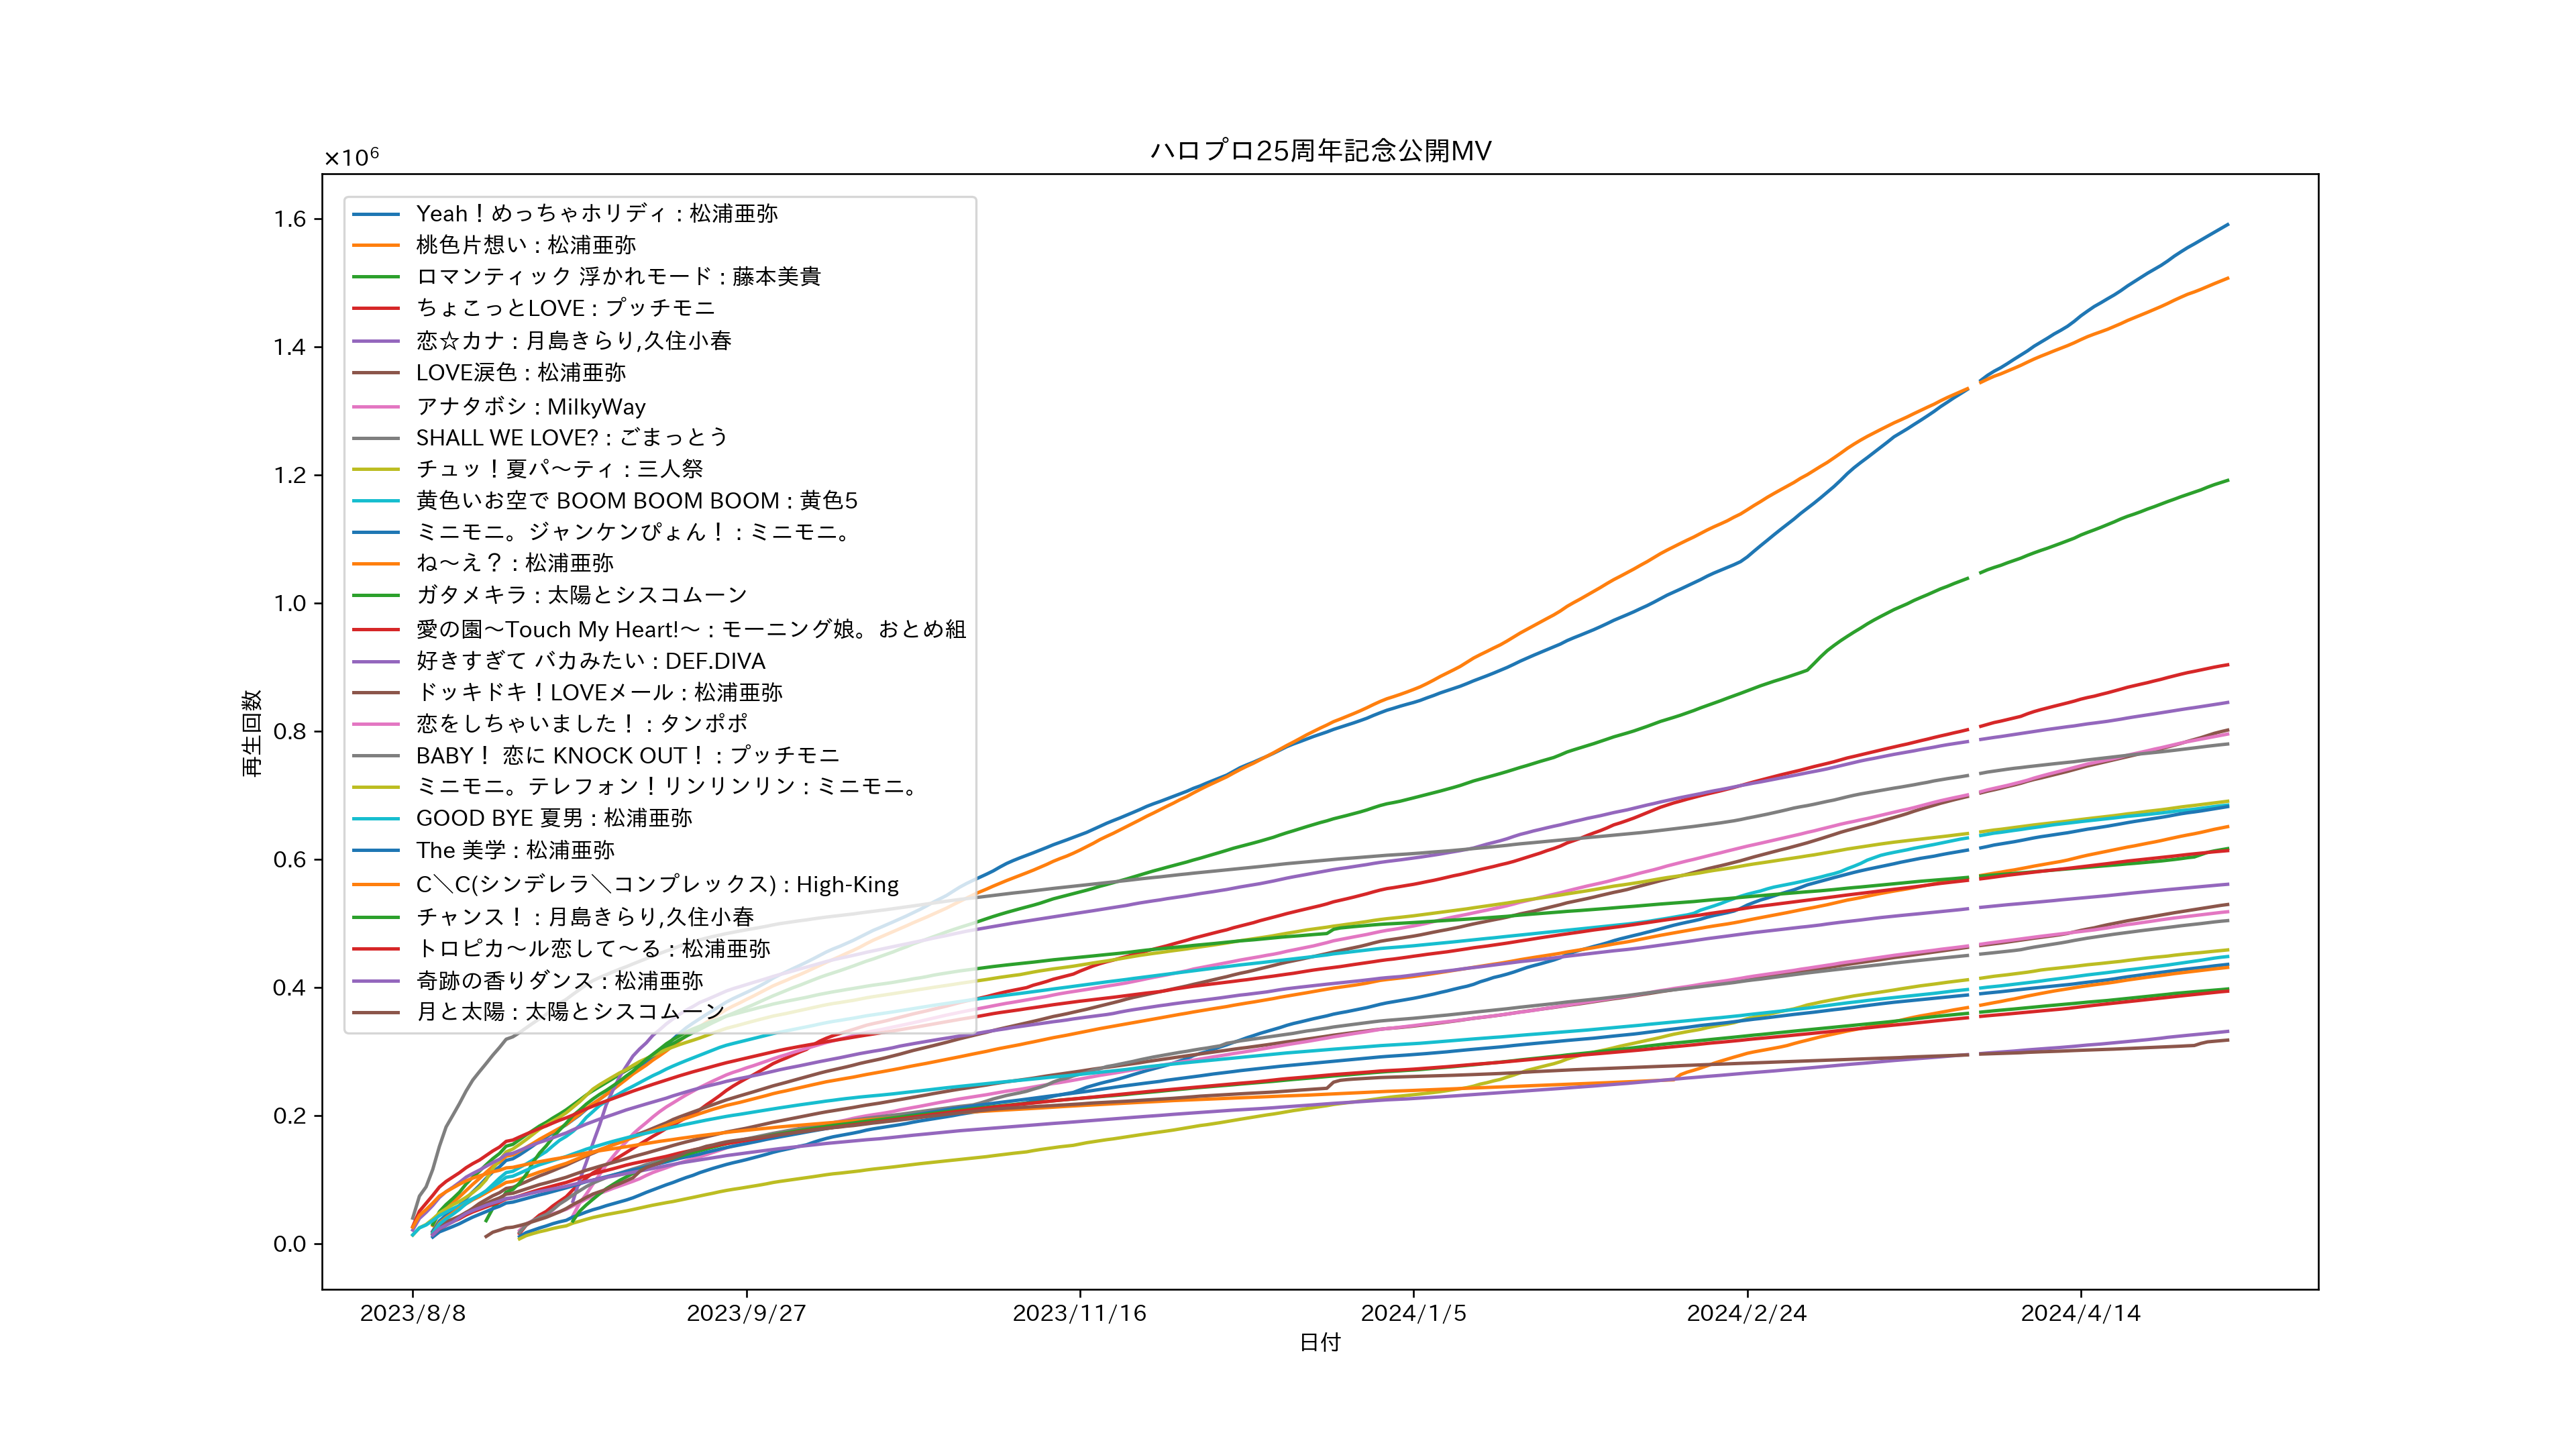 ハロプロ25周年記念公開MV
×10⁶
1.6
1.4
1.2
1.0
0.8
0.6
0.4
0.2
0.0
再生回数
Yeah！めっちゃホリディ : 松浦亜弥
桃色片想い : 松浦亜弥
ロマンティック 浮かれモード : 藤本美貴
ちょこっとLOVE : プッチモニ
恋☆カナ : 月島きらり,久住小春
LOVE涙色 : 松浦亜弥
アナタボシ : MilkyWay
SHALL WE LOVE? : ごまっとう
チュッ！夏パ〜ティ : 三人祭
黄色いお空で BOOM BOOM BOOM : 黄色5
ミニモニ。ジャンケンぴょん！ : ミニモニ。
ね〜え？ : 松浦亜弥
ガタメキラ : 太陽とシスコムーン
愛の園〜Touch My Heart!〜 : モーニング娘。おとめ組
好きすぎて バカみたい : DEF.DIVA
ドッキドキ！LOVEメール : 松浦亜弥
恋をしちゃいました！ : タンポポ
BABY！ 恋に KNOCK OUT！ : プッチモニ
ミニモニ。テレフォン！リンリンリン : ミニモニ。
GOOD BYE 夏男 : 松浦亜弥
The 美学 : 松浦亜弥
C＼C(シンデレラ＼コンプレックス) : High-King
チャンス！ : 月島きらり,久住小春
トロピカ〜ル恋して〜る : 松浦亜弥
奇跡の香りダンス : 松浦亜弥
月と太陽 : 太陽とシスコムーン
2023/8/8 2023/9/27 2023/11/16 2024/1/5 2024/2/24 2024/4/14
日付